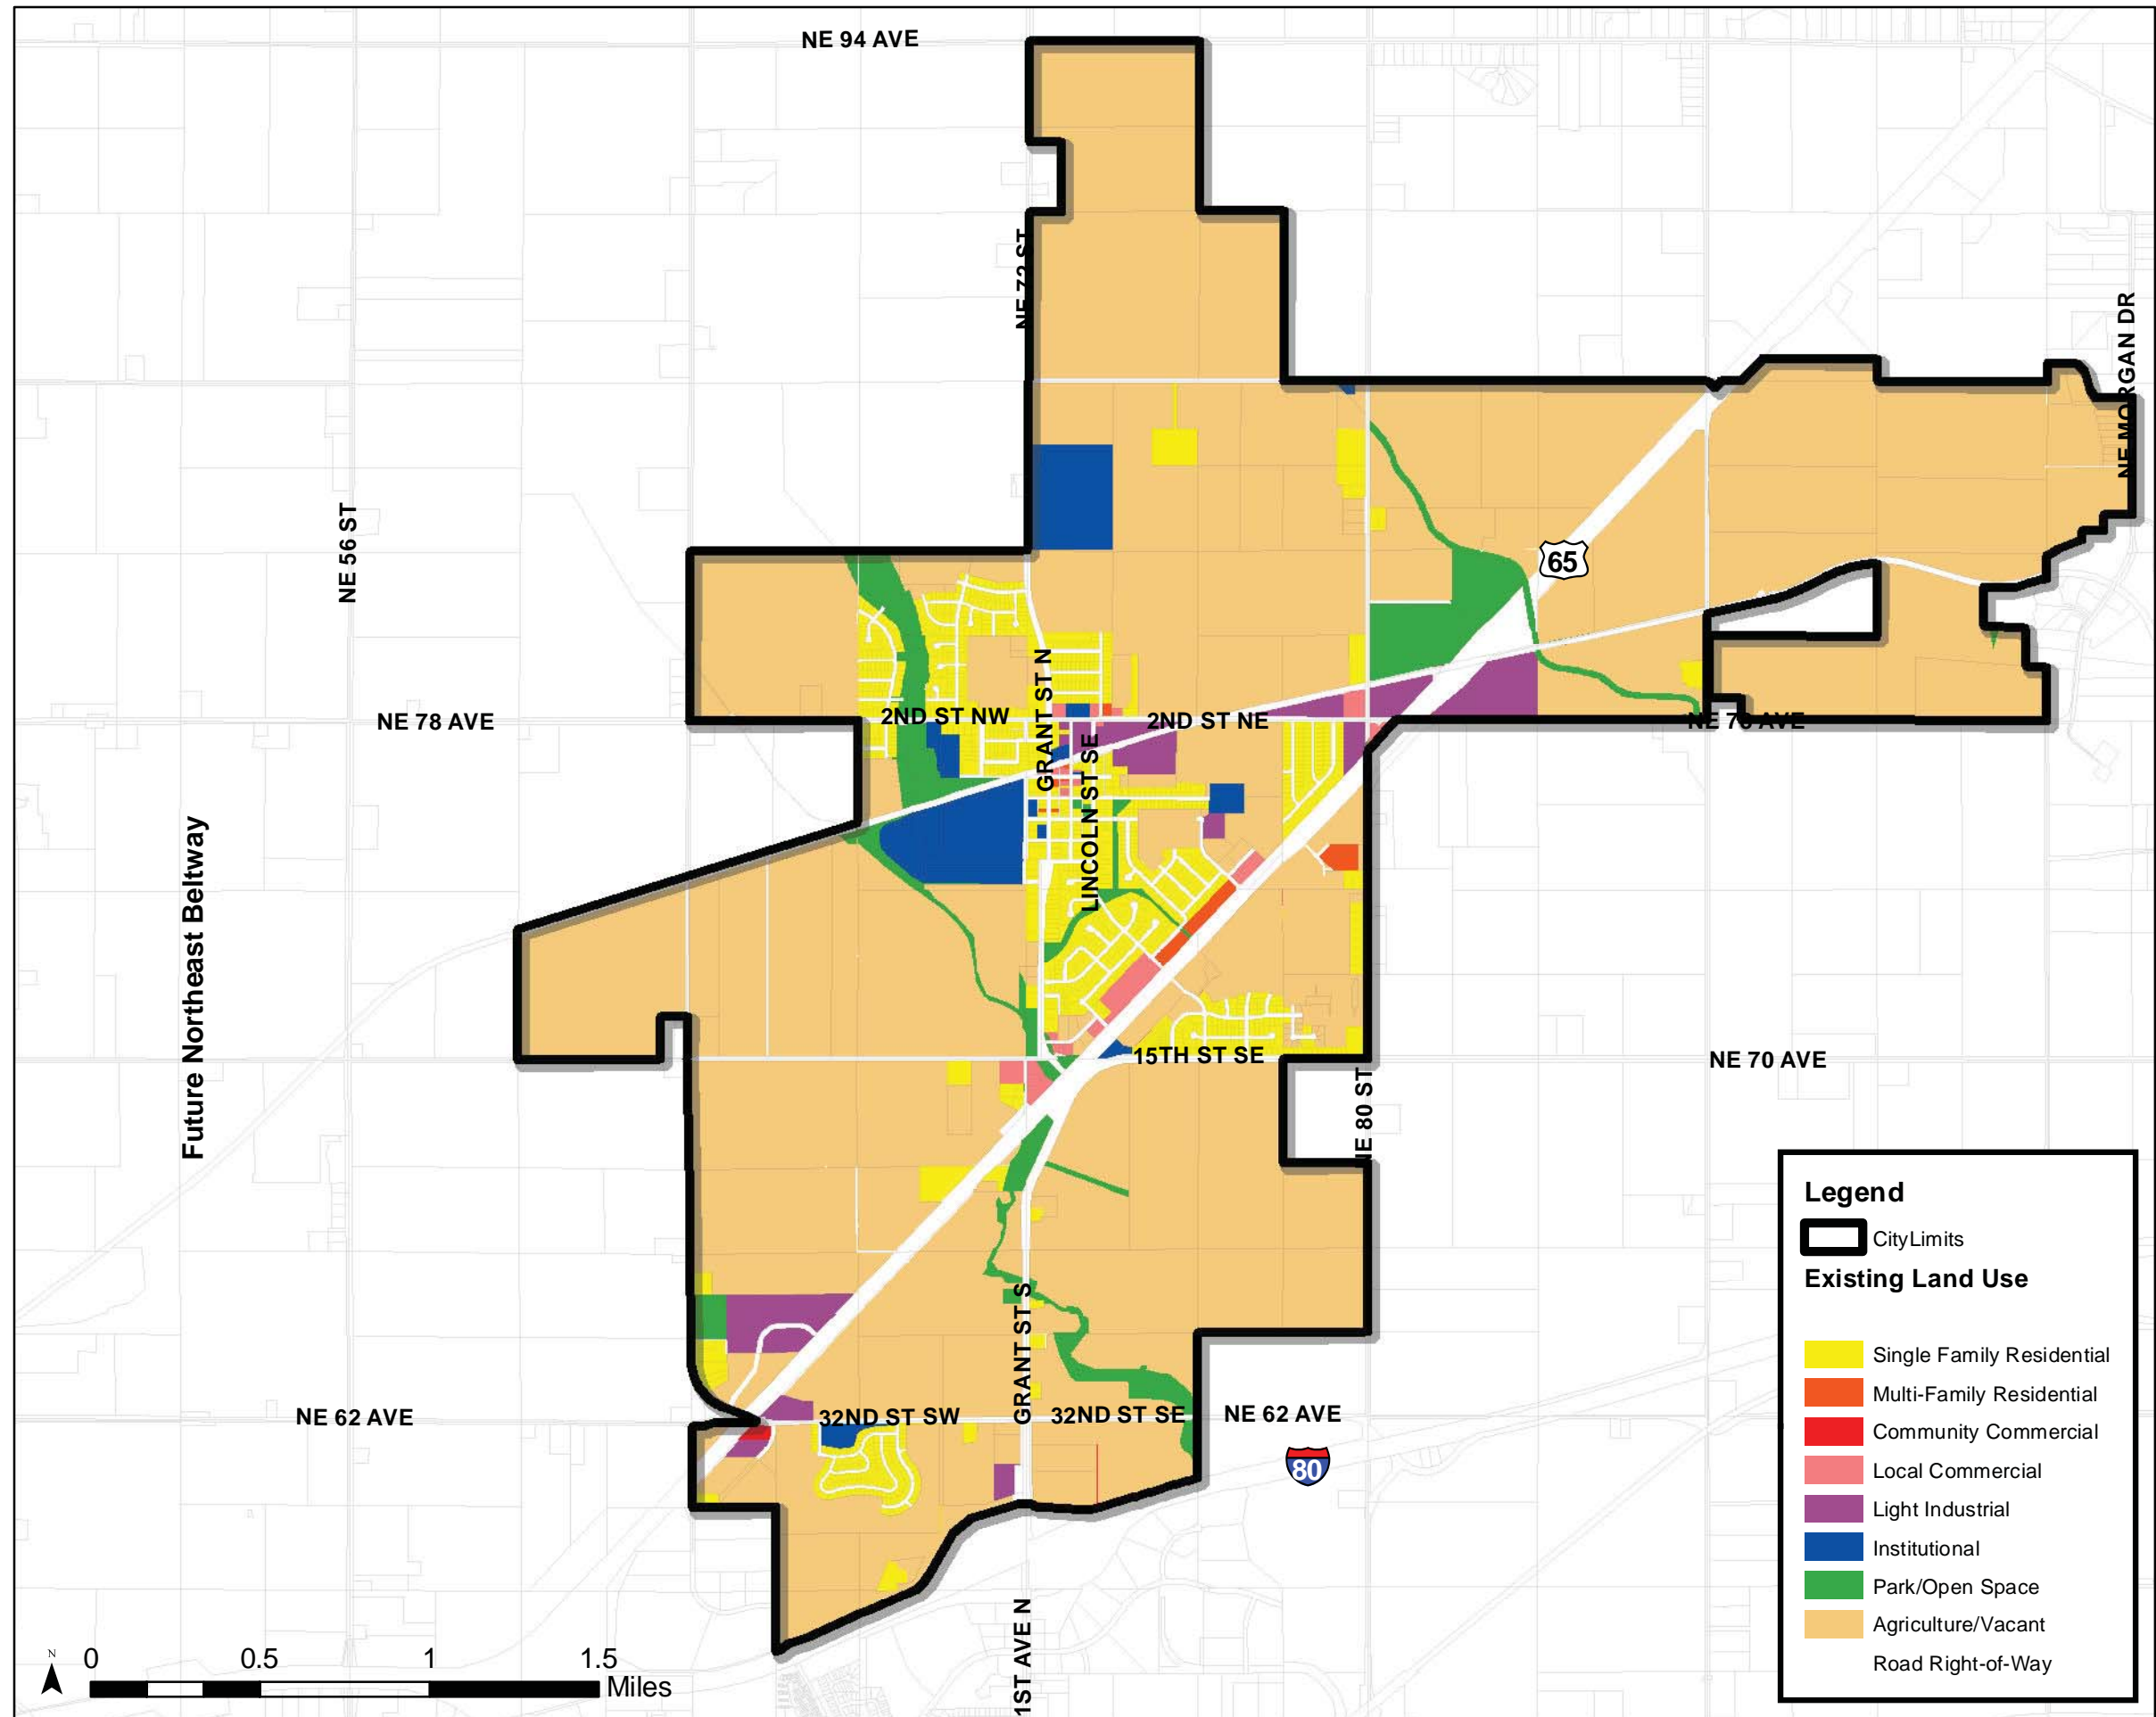 NE 94 AVE
NE 72 ST
NE MORGAN DR
NE 56 ST
65
GRANT ST N
2ND ST NW
2ND ST NE
NE 78 AVE
NE 78 AVE
LINCOLN ST SE
Future Northeast Beltway
15TH ST SE
NE 70 AVE
NE 80 ST
GRANT ST S
NE 62 AVE
32ND ST SW
32ND ST SE
NE 62 AVE
80
1ST AVE N
Legend
CityLimits
Existing Land Use
Single Family Residential
Multi-Family Residential
Community Commercial
Local Commercial
Light Industrial
Institutional
Park/Open Space
Agriculture/Vacant
Road Right-of-Way
N
0 0.5 1 1.5
Miles